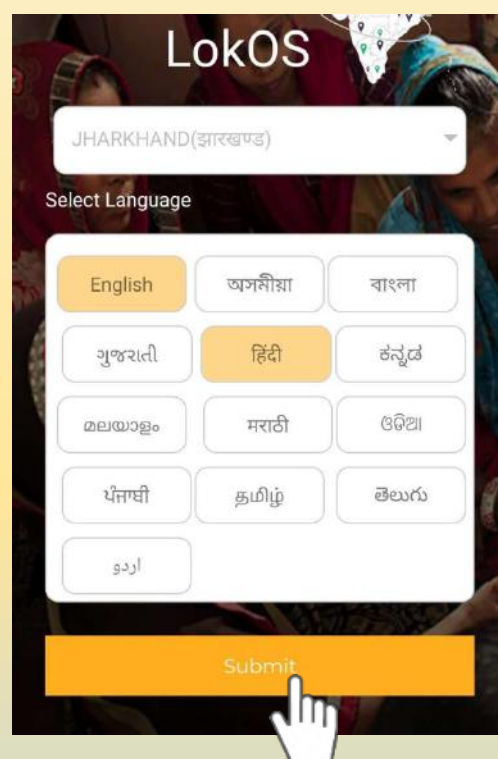 LokOS
JHARKHAND(झारखण्ड)
Select Language
English অসমীয়া বাংলা
ગુજરાતી हिंदी ಕನ್ನಡ
മലയാളം मराठी ଓଡିଆ
ਪੰਜਾਬੀ தமிழ் తెలుగు
اردو
Submit